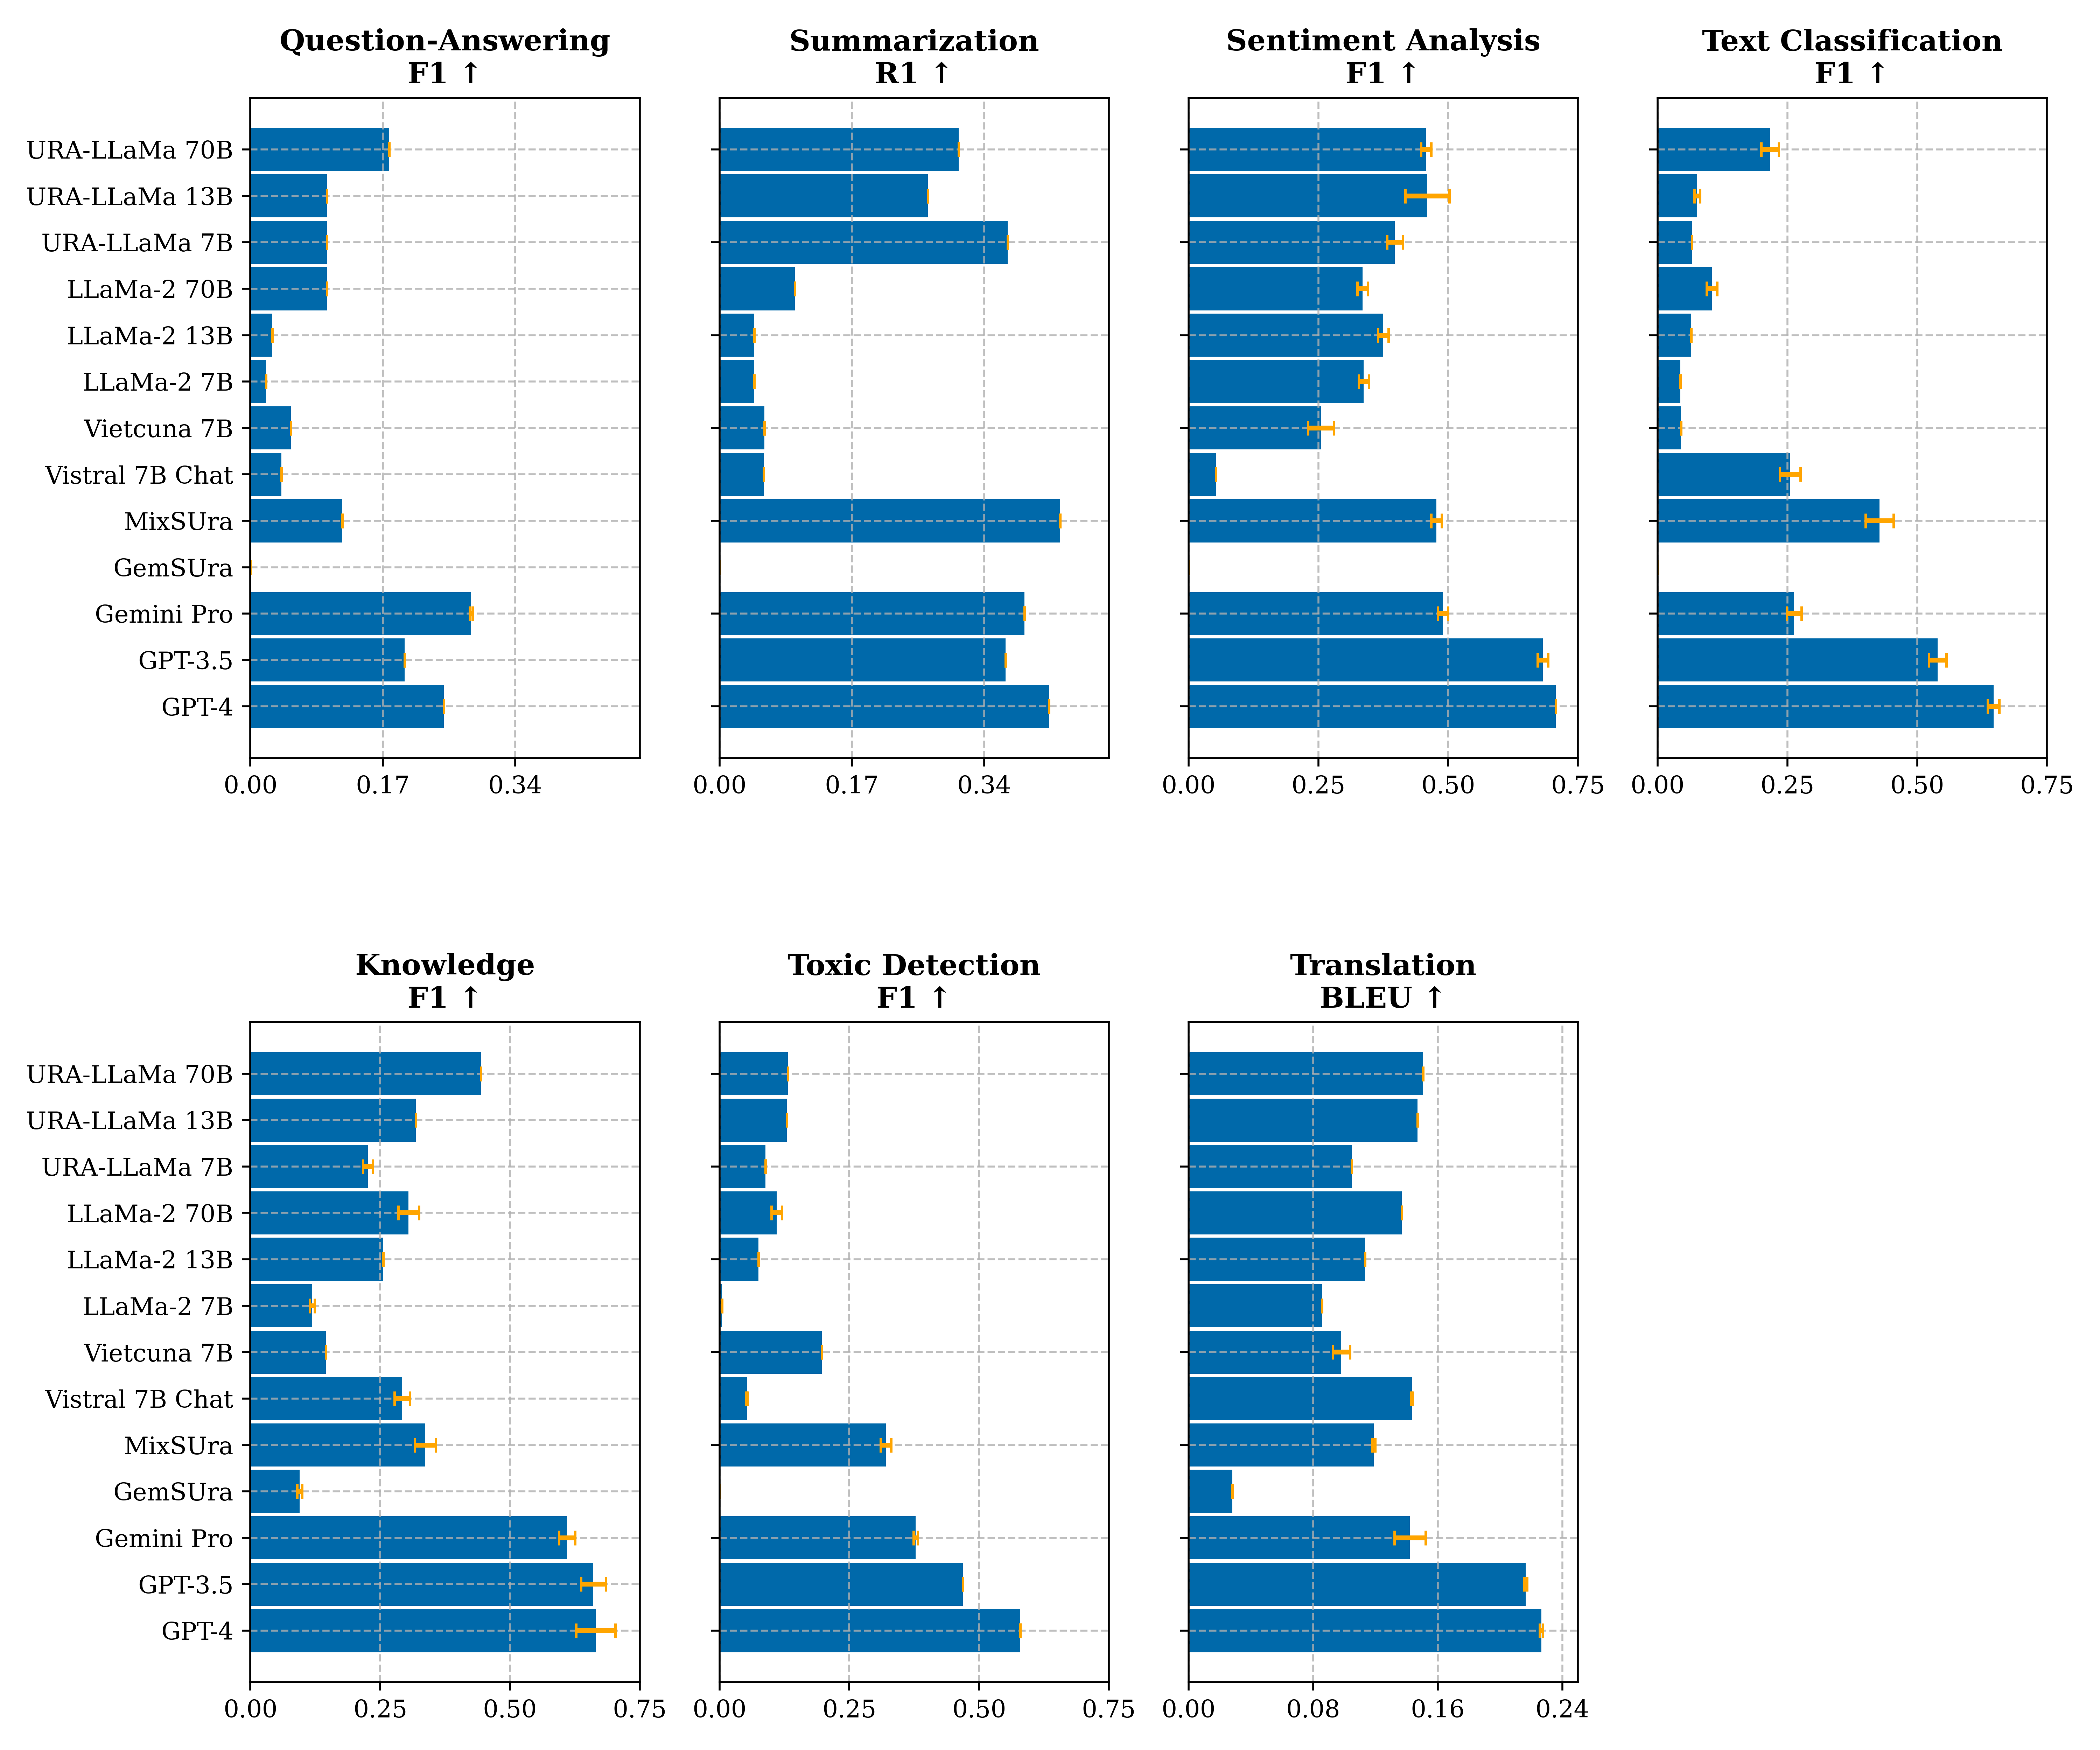 Question-Answering
F1 ↑
Summarization
R1 ↑
Sentiment Analysis
F1 ↑
Text Classification
F1 ↑
URA-LLaMa 70B
URA-LLaMa 13B
URA-LLaMa 7B
LLaMa-2 70B
LLaMa-2 13B
LLaMa-2 7B
Vietcuna 7B
Vistral 7B Chat
MixSUra
GemSUra
Gemini Pro
GPT-3.5
GPT-4
0.00 0.17 0.34
0.00 0.17 0.34
0.00 0.25 0.50 0.75
0.00 0.25 0.50 0.75
Knowledge
F1 ↑
Toxic Detection
F1 ↑
Translation
BLEU ↑
URA-LLaMa 70B
URA-LLaMa 13B
URA-LLaMa 7B
LLaMa-2 70B
LLaMa-2 13B
LLaMa-2 7B
Vietcuna 7B
Vistral 7B Chat
MixSUra
GemSUra
Gemini Pro
GPT-3.5
GPT-4
0.00 0.25 0.50 0.75
0.00 0.25 0.50 0.75
0.00 0.08 0.16 0.24